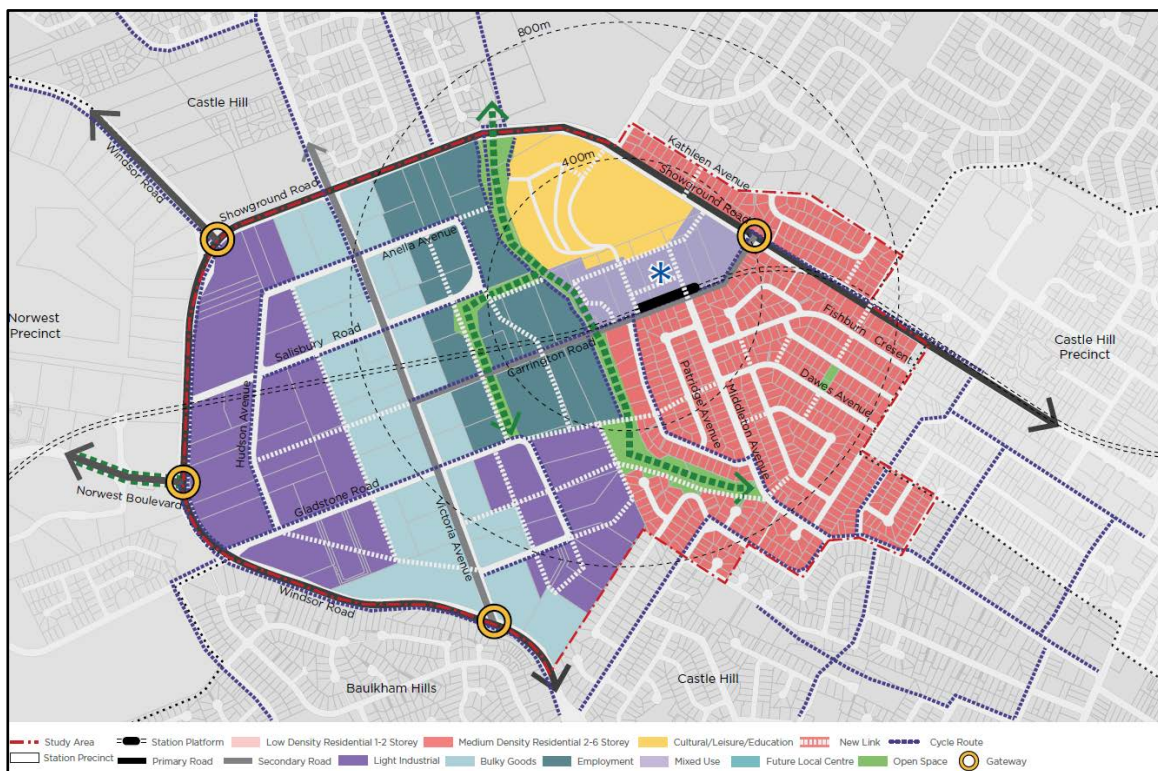 800m
Castle Hill
Kathleen Avenue
Windsor Road
Showground Road
400m
Showground Road
Anella Avenue
*
Norwest
Precinct
Fishburn Cresent
Castle Hill
Precinct
Salisbury Road
Carrington Road
Dawes Avenue
Hudson Avenue
Patridge Avenue
Middleton Avenue
Norwest Boulevard
Gladstone Road
Victoria Avenue
Windsor Road
Baulkham Hills
Castle Hill
Study Area Station Platform Low Density Residential 1-2 Storey Medium Density Residential 2-6 Storey Cultural/Leisure/Education New Link Cycle Route
Station Precinct Primary Road Secondary Road Light Industrial Bulky Goods Employment Mixed Use Future Local Centre Open Space Gateway